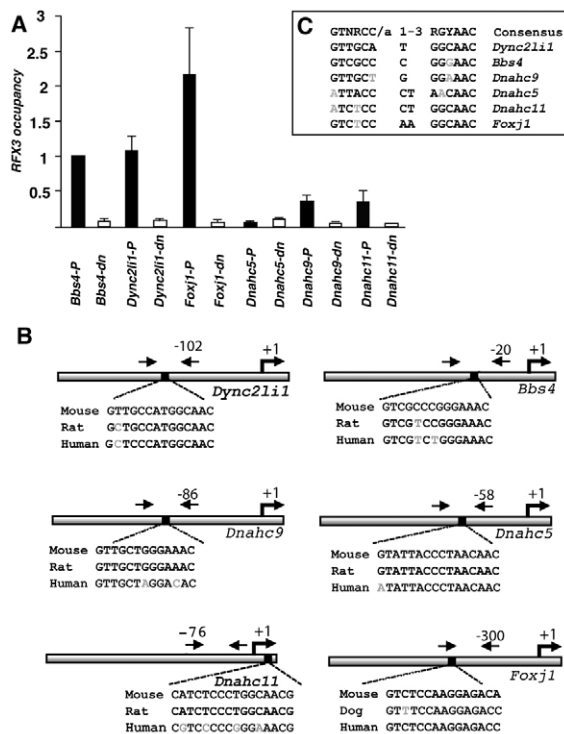 A
RFX3 occupancy
3
2.5
2
1.5
1
0.5
Bbs4-P
Bbs4-dn
Dync2li1-P
Dync2li1-dn
Foxj1-P
Foxj1-dn
Dnahc5-P
Dnahc5-dn
Dnahc9-P
Dnahc9-dn
Dnahc11-P
Dnahc11-dn
C
GTNRCC/a 1-3 RGYAAC Consensus
GTTGCA T GGCAAC Dync2li1
GTCGCC C GGGAAC Bbs4
GTTGCT G GGAAAC Dnahc9
ATTACC CT AACAAC Dnahc5
ATCTCC CT GGCAAC Dnahc11
GTCTCC AA GGCAAC Foxj1
B
-102 +1
Dync2li1
Mouse GTTGCCATGGCAAC
Rat GCTGCCATGGCAAC
Human GCTCCCATGGCAAC
-20 +1
Bbs4
Mouse GTCGCCCGGGAAAC
Rat GTCGTCCGGGAAAC
Human GTCGTCTGGGAAAC
-86 +1
Dnahc9
Mouse GTTGCTGGGAAAC
Rat GTTGCTGGGAAAC
Human GTTGCTAGGACAC
-58 +1
Dnahc5
Mouse GTATTACCCTAACAAC
Rat GTATTACCCTAACAAC
Human ATATTACCCTAACAAC
-76 +1
Dnahc11
Mouse CATCTCCCTGGCAACG
Rat CATCTCCCTGGCAACG
Human CGTCCCCCGGGAAACG
-300 +1
Foxj1
Mouse GTCTCCAAGGAGACA
Dog GTTTCCAAGGAGACC
Human GTCTCCAAGGAGACC